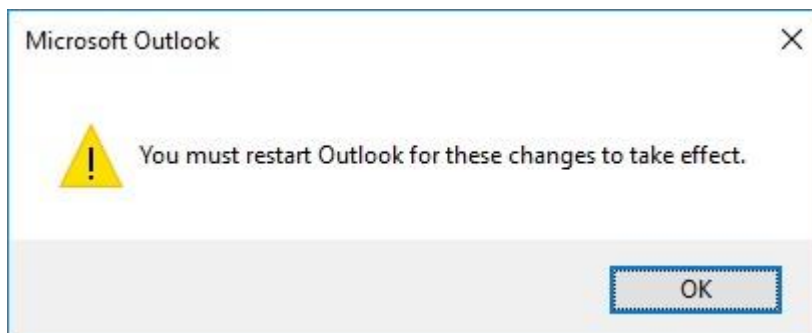 Microsoft Outlook
You must restart Outlook for these changes to take effect.
OK